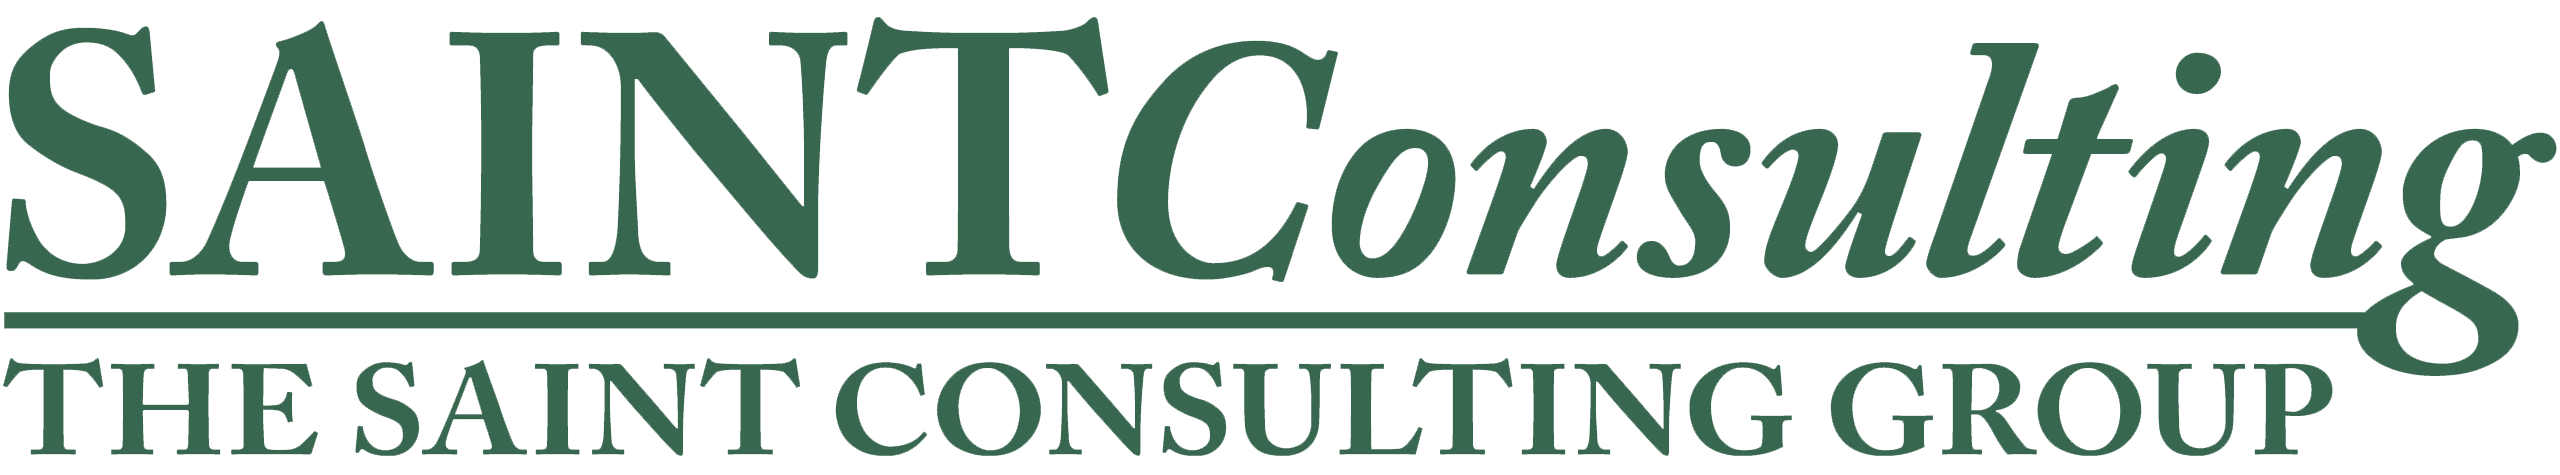 SAINTConsulting
THE SAINT CONSULTING GROUP